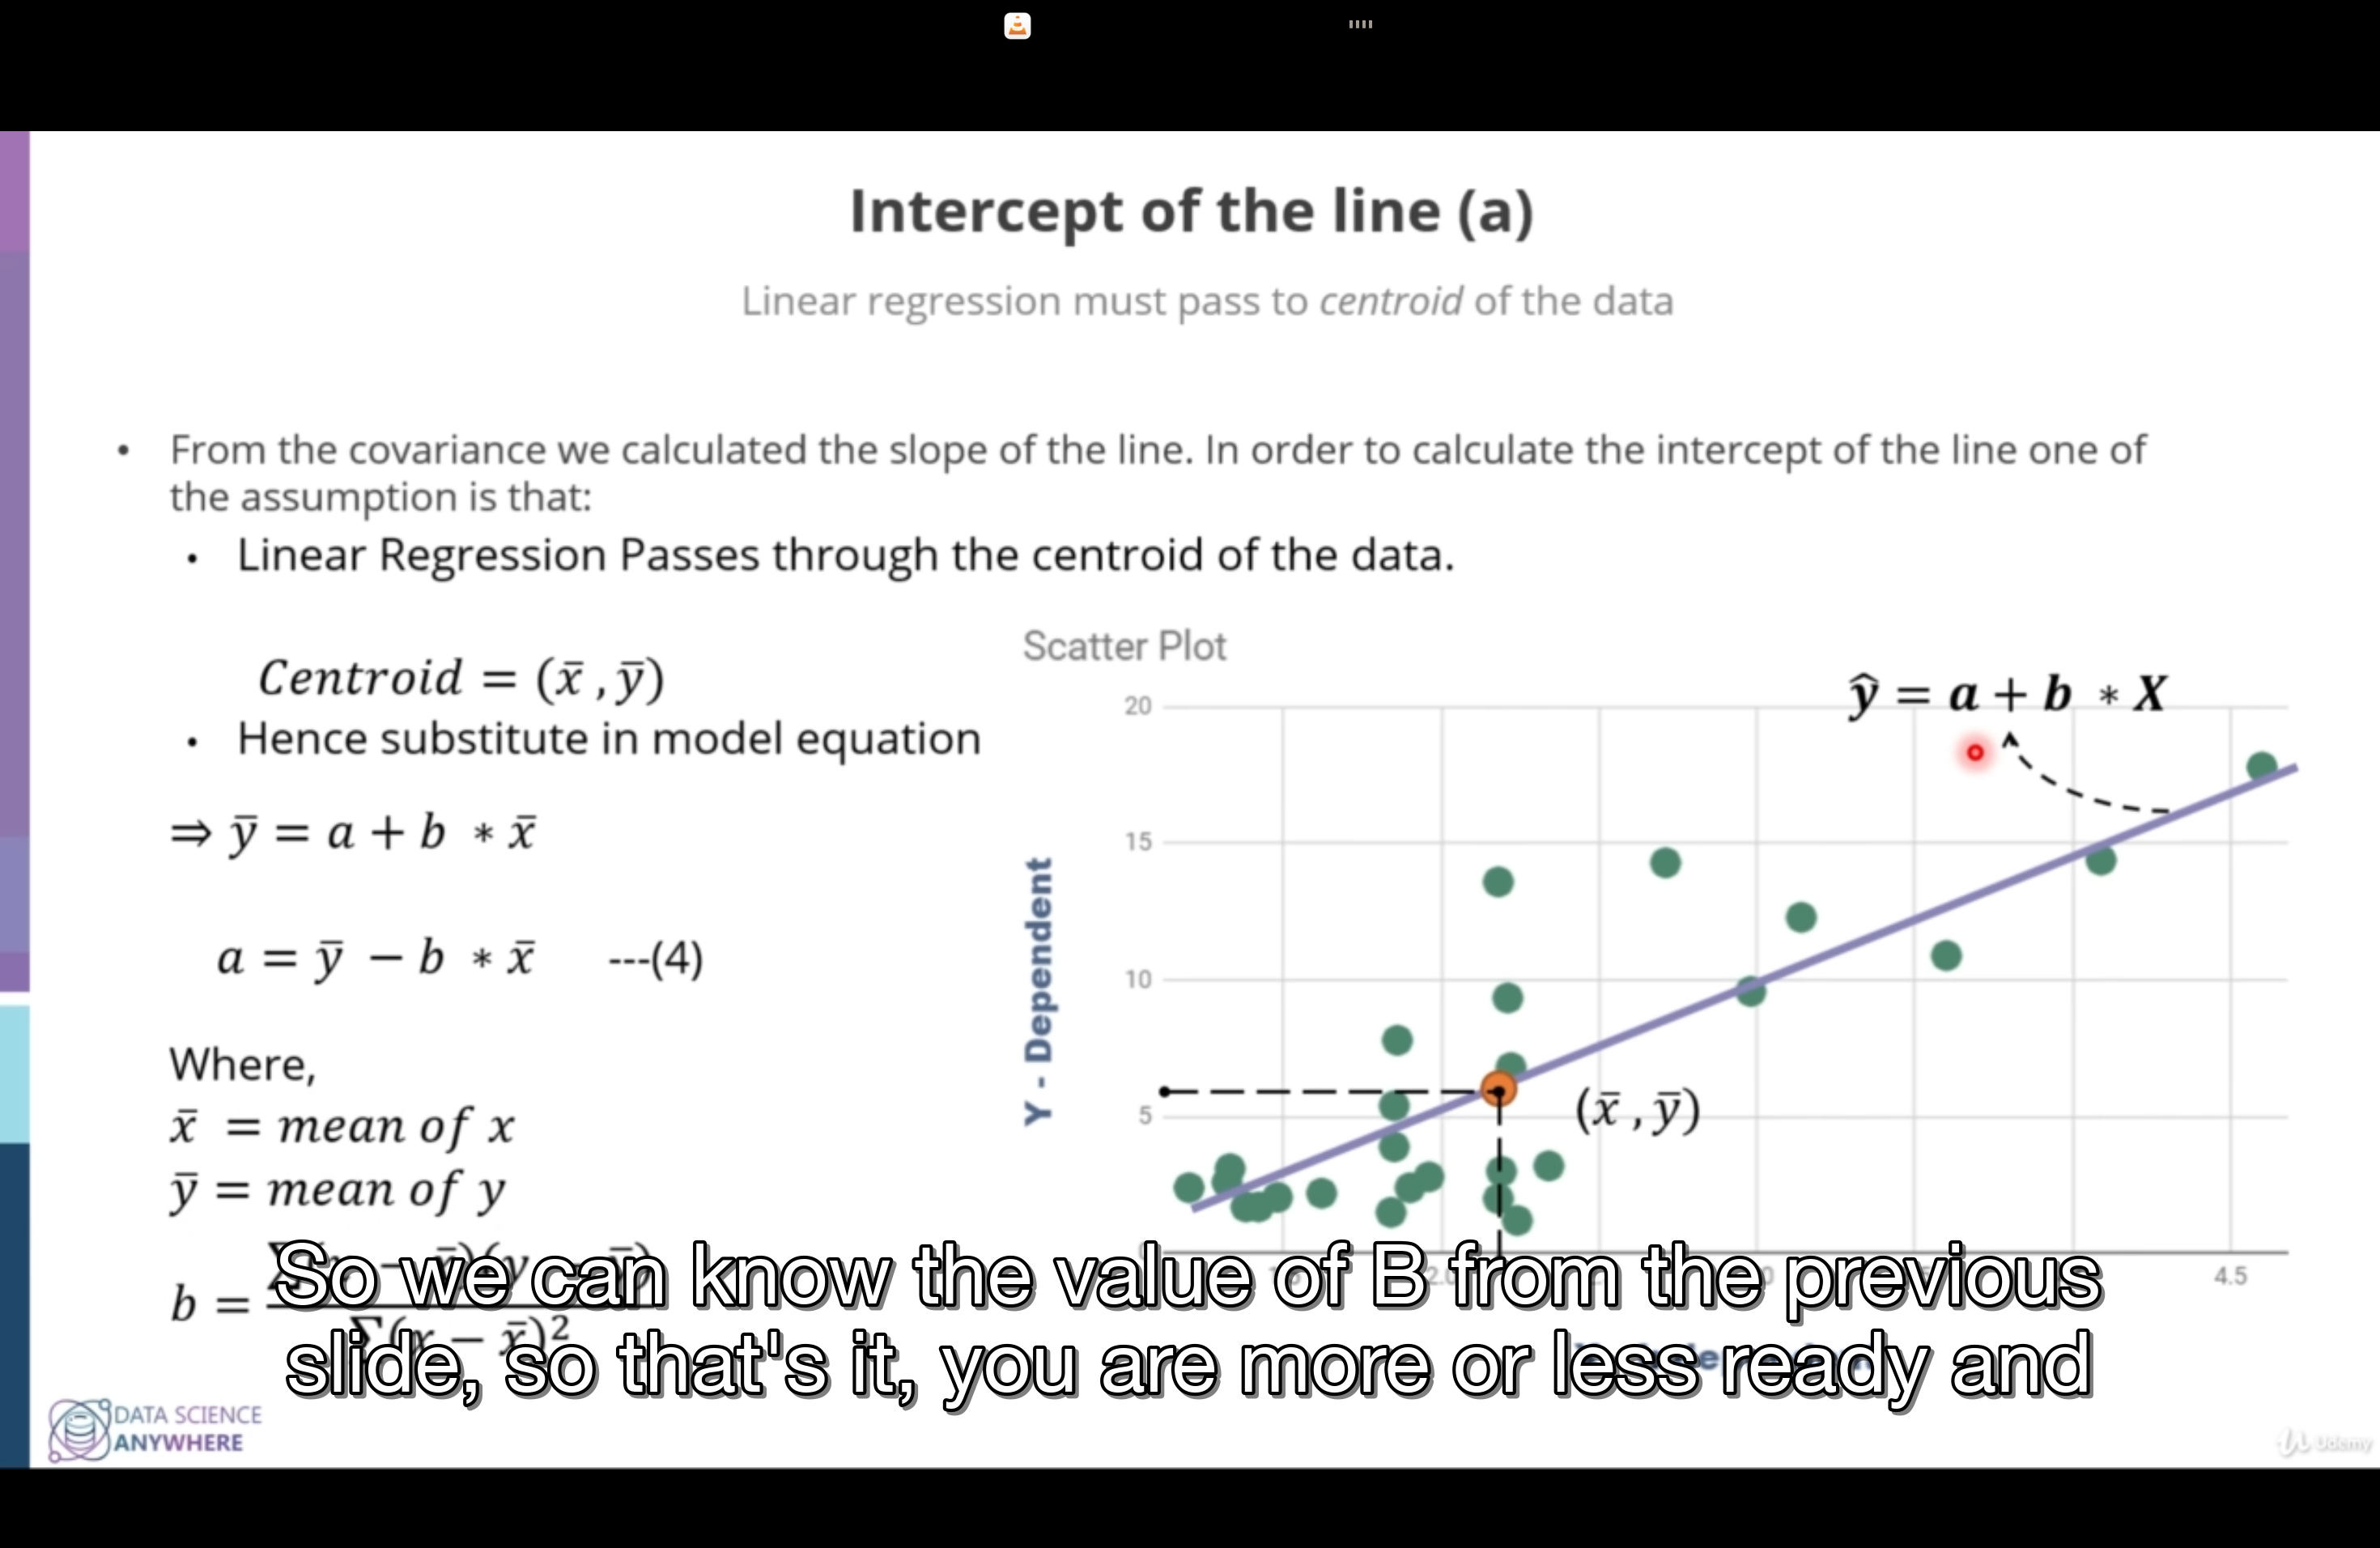 Intercept of the line (a)
Linear regression must pass to centroid of the data
• From the covariance we calculated the slope of the line. In order to calculate the intercept of the line one of
the assumption is that:
• Linear Regression Passes through the centroid of the data.
Centroid = (x̄ , ȳ)
• Hence substitute in model equation
⇒ ȳ = a + b ∗ x̄
a = ȳ − b ∗ x̄ ---(4)
Where,
x̄ = mean of x
ȳ = mean of y
b =
Σ(x − x̄)²
Scatter Plot
ŷ = a + b ∗ X
20
15
10
5
Y - Dependent
(x̄ , ȳ)
2.0
4.5
So we can know the value of B from the previous
slide, so that's it, you are more or less ready and
DATA SCIENCE
ANYWHERE
Udemy